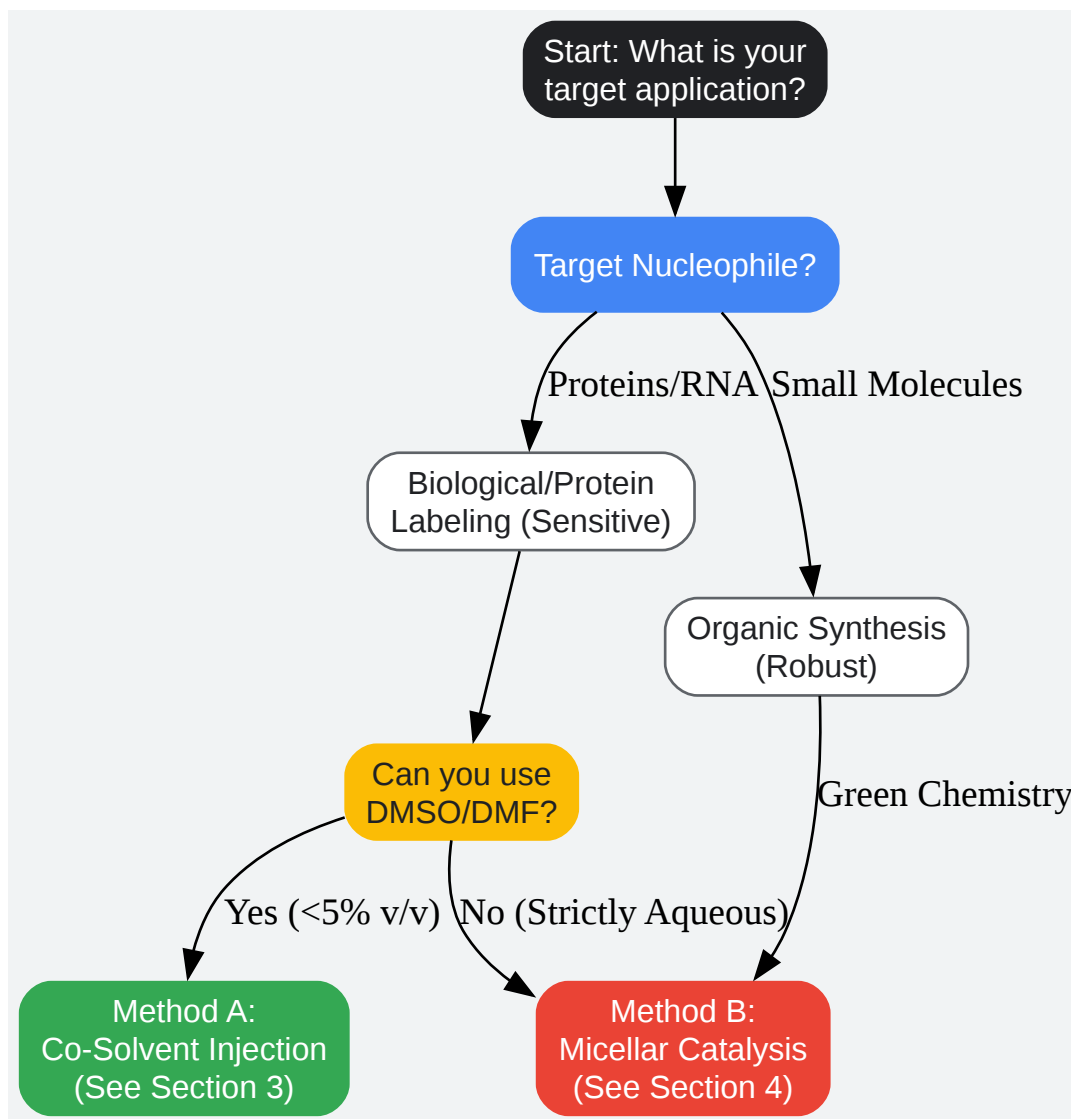 Start: What is your
target application?
Target Nucleophile?
Proteins/RNA
Small Molecules
Biological/Protein
Labeling (Sensitive)
Organic Synthesis
(Robust)
Can you use
DMSO/DMF?
Green Chemistry
Yes (<5% v/v)
No (Strictly Aqueous)
Method A:
Co-Solvent Injection
(See Section 3)
Method B:
Micellar Catalysis
(See Section 4)